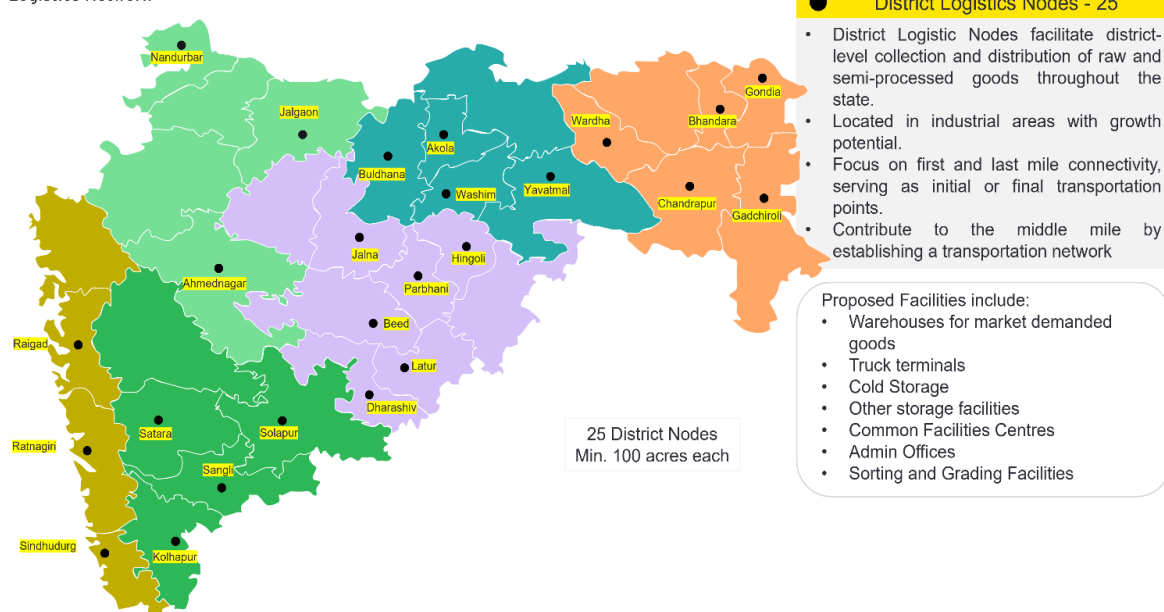 District Logistics Nodes - 25
• District Logistic Nodes facilitate district-
level collection and distribution of raw and
semi-processed goods throughout the
state.
• Located in industrial areas with growth
potential.
• Focus on first and last mile connectivity,
serving as initial or final transportation
points.
• Contribute to the middle mile by
establishing a transportation network
Proposed Facilities include:
• Warehouses for market demanded
goods
• Truck terminals
• Cold Storage
• Other storage facilities
• Common Facilities Centres
• Admin Offices
• Sorting and Grading Facilities
Nandurbar
Jalgaon
Ahmednagar
Buldhana
Akola
Washim
Yavatmal
Wardha
Bhandara
Gondia
Chandrapur
Gadchiroli
Jalna
Hingoli
Parbhani
Beed
Latur
Dharashiv
Raigad
Ratnagiri
Sindhudurg
Satara
Solapur
Sangli
Kolhapur
25 District Nodes
Min. 100 acres each